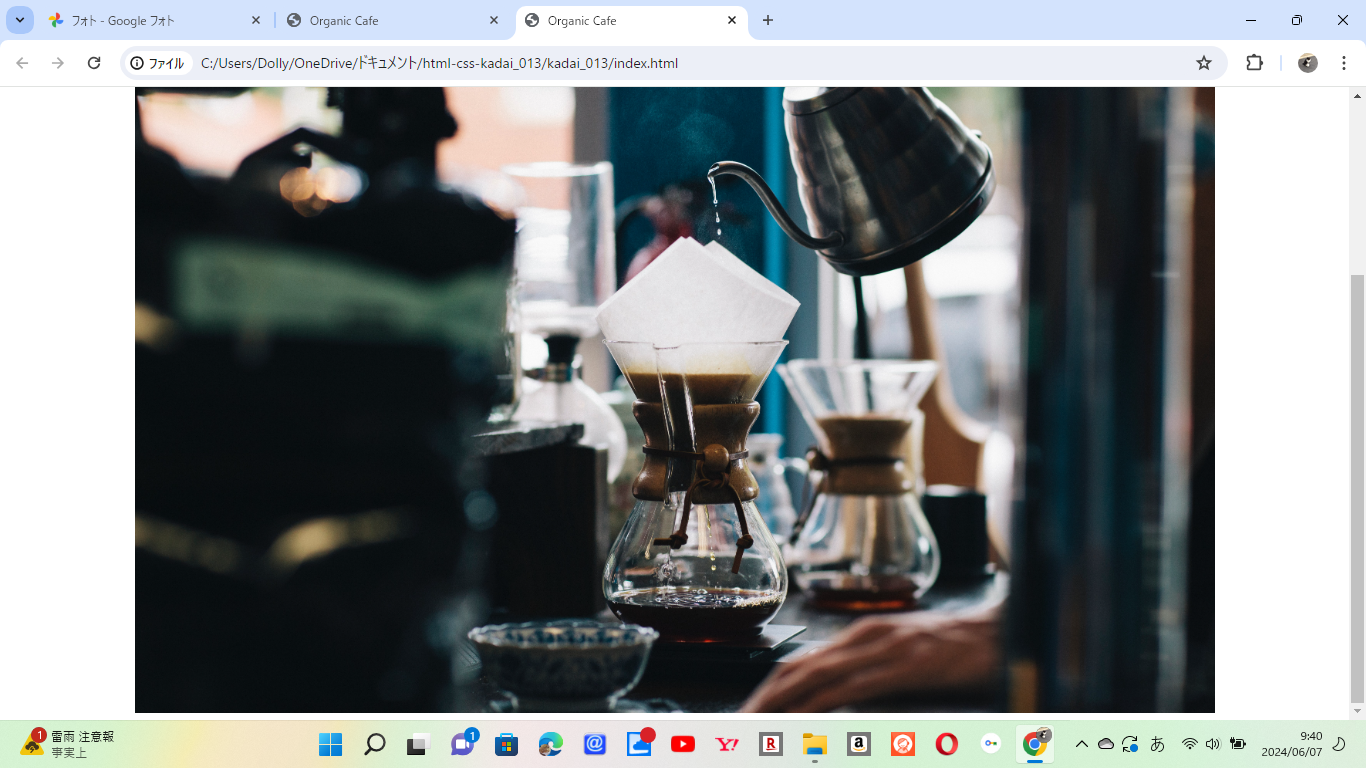 フォト - Google フォト
Organic Cafe
Organic Cafe
ファイル
C:/Users/Dolly/OneDrive/ドキュメント/html-css-kadai_013/kadai_013/index.html
1
雷雨 注意報
事実上
1
あ
9:40
2024/06/07